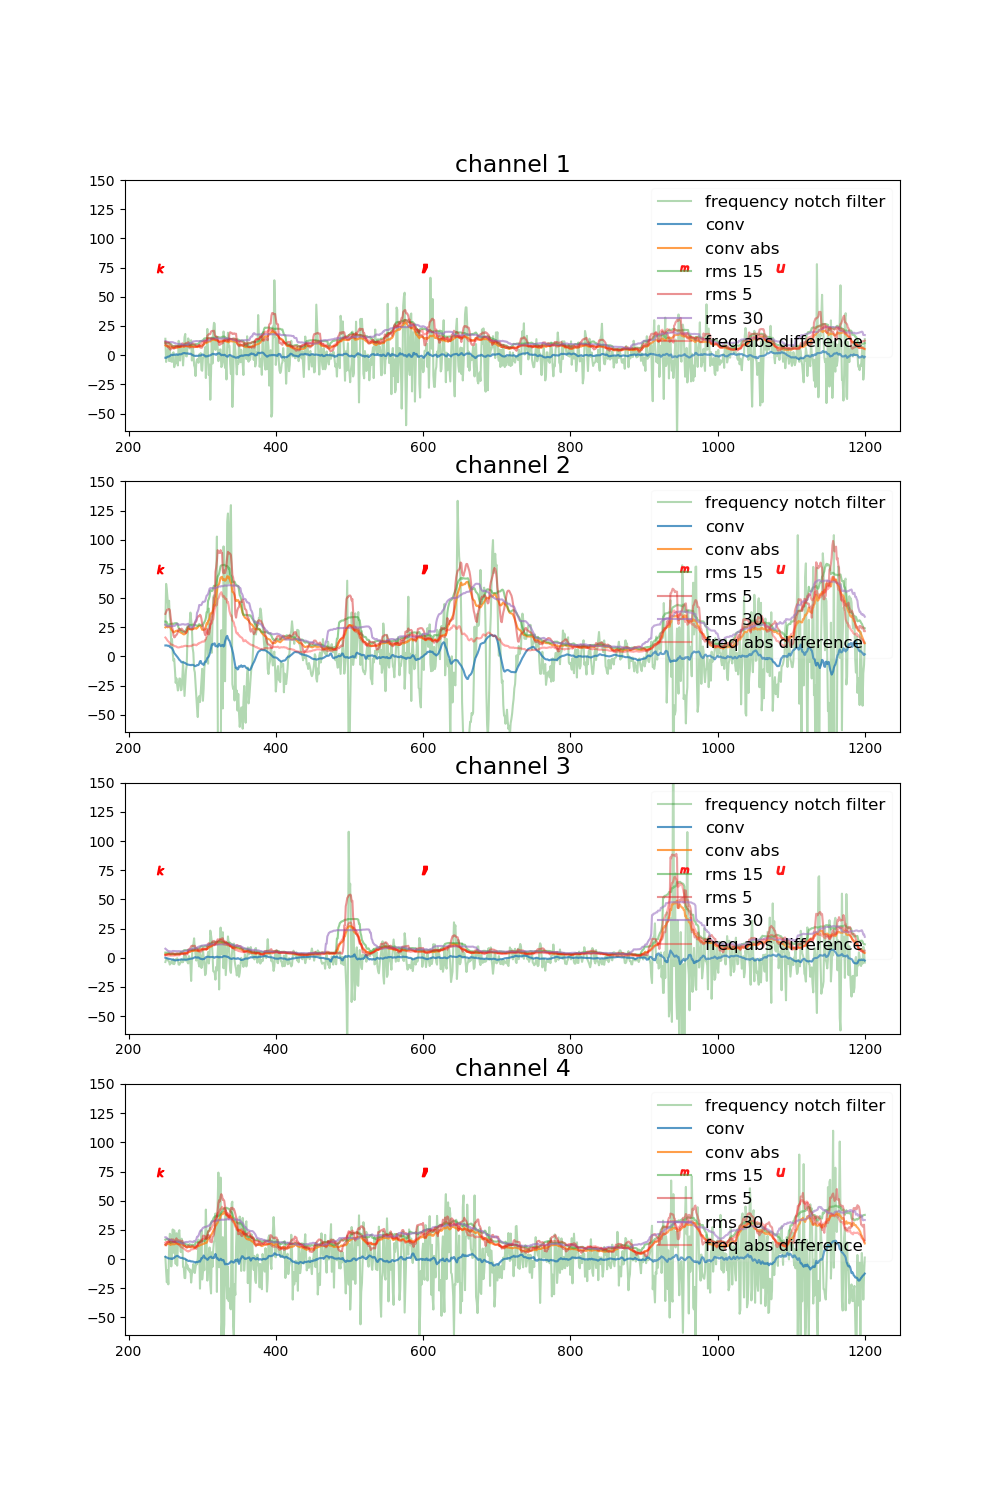 channel 1
150
125
100
75
50
25
0
−25
−50
k , m u
frequency notch filter
conv
conv abs
rms 15
rms 5
rms 30
freq abs difference
200 400 600 800 1000 1200
channel 2
150
125
100
75
50
25
0
−25
−50
k , m u
frequency notch filter
conv
conv abs
rms 15
rms 5
rms 30
freq abs difference
200 400 600 800 1000 1200
channel 3
150
125
100
75
50
25
0
−25
−50
k , m u
frequency notch filter
conv
conv abs
rms 15
rms 5
rms 30
freq abs difference
200 400 600 800 1000 1200
channel 4
150
125
100
75
50
25
0
−25
−50
k , m u
frequency notch filter
conv
conv abs
rms 15
rms 5
rms 30
freq abs difference
200 400 600 800 1000 1200